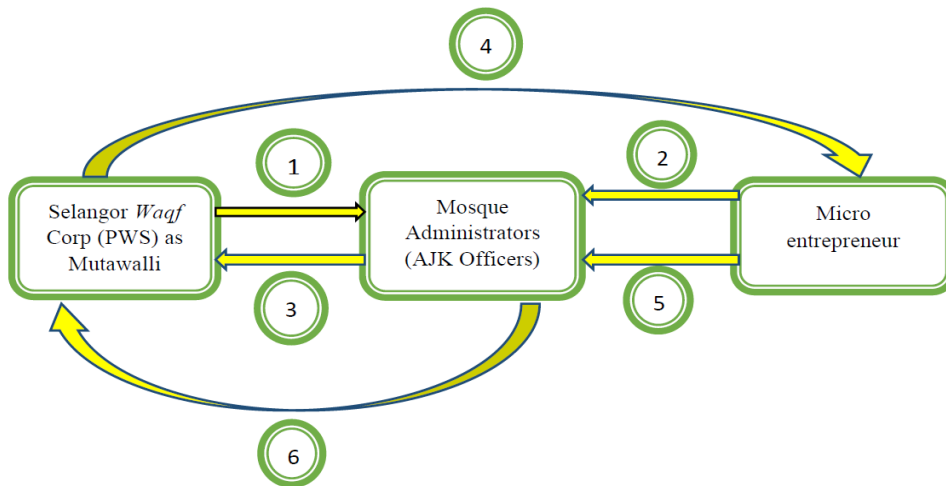 4
1
2
Selangor Waqf
Corp (PWS) as
Mutawalli
Mosque
Administrators
(AJK Officers)
Micro
entrepreneur
3
5
6